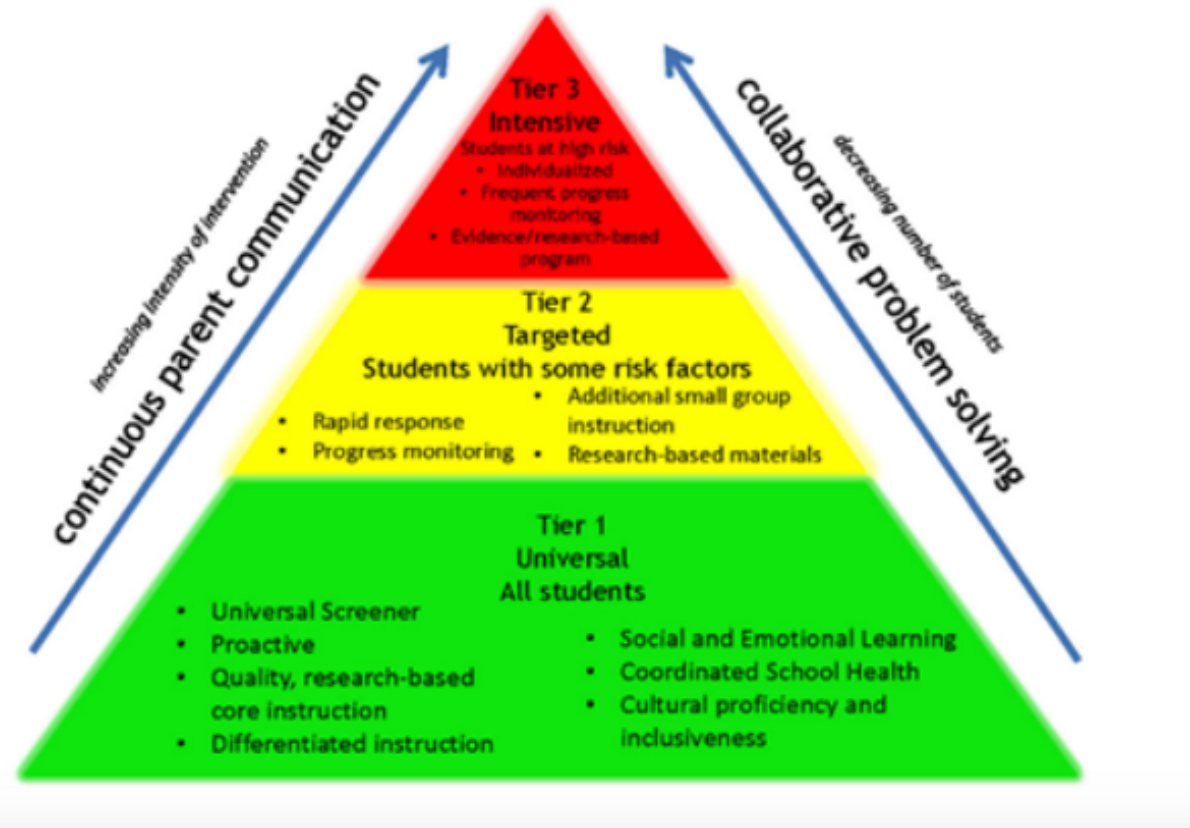 Tier 3
Intensive
Students at high risk
• Individualized
• Frequent progress
monitoring
• Evidence/research-based
program
Tier 2
Targeted
Students with some risk factors
• Rapid response
• Progress monitoring
• Additional small group
instruction
• Research-based materials
Tier 1
Universal
All students
• Universal Screener
• Proactive
• Quality, research-based
core instruction
• Differentiated instruction
• Social and Emotional Learning
• Coordinated School Health
• Cultural proficiency and
inclusiveness
increasing intensity of intervention
continuous parent communication
collaborative problem solving
decreasing number of students